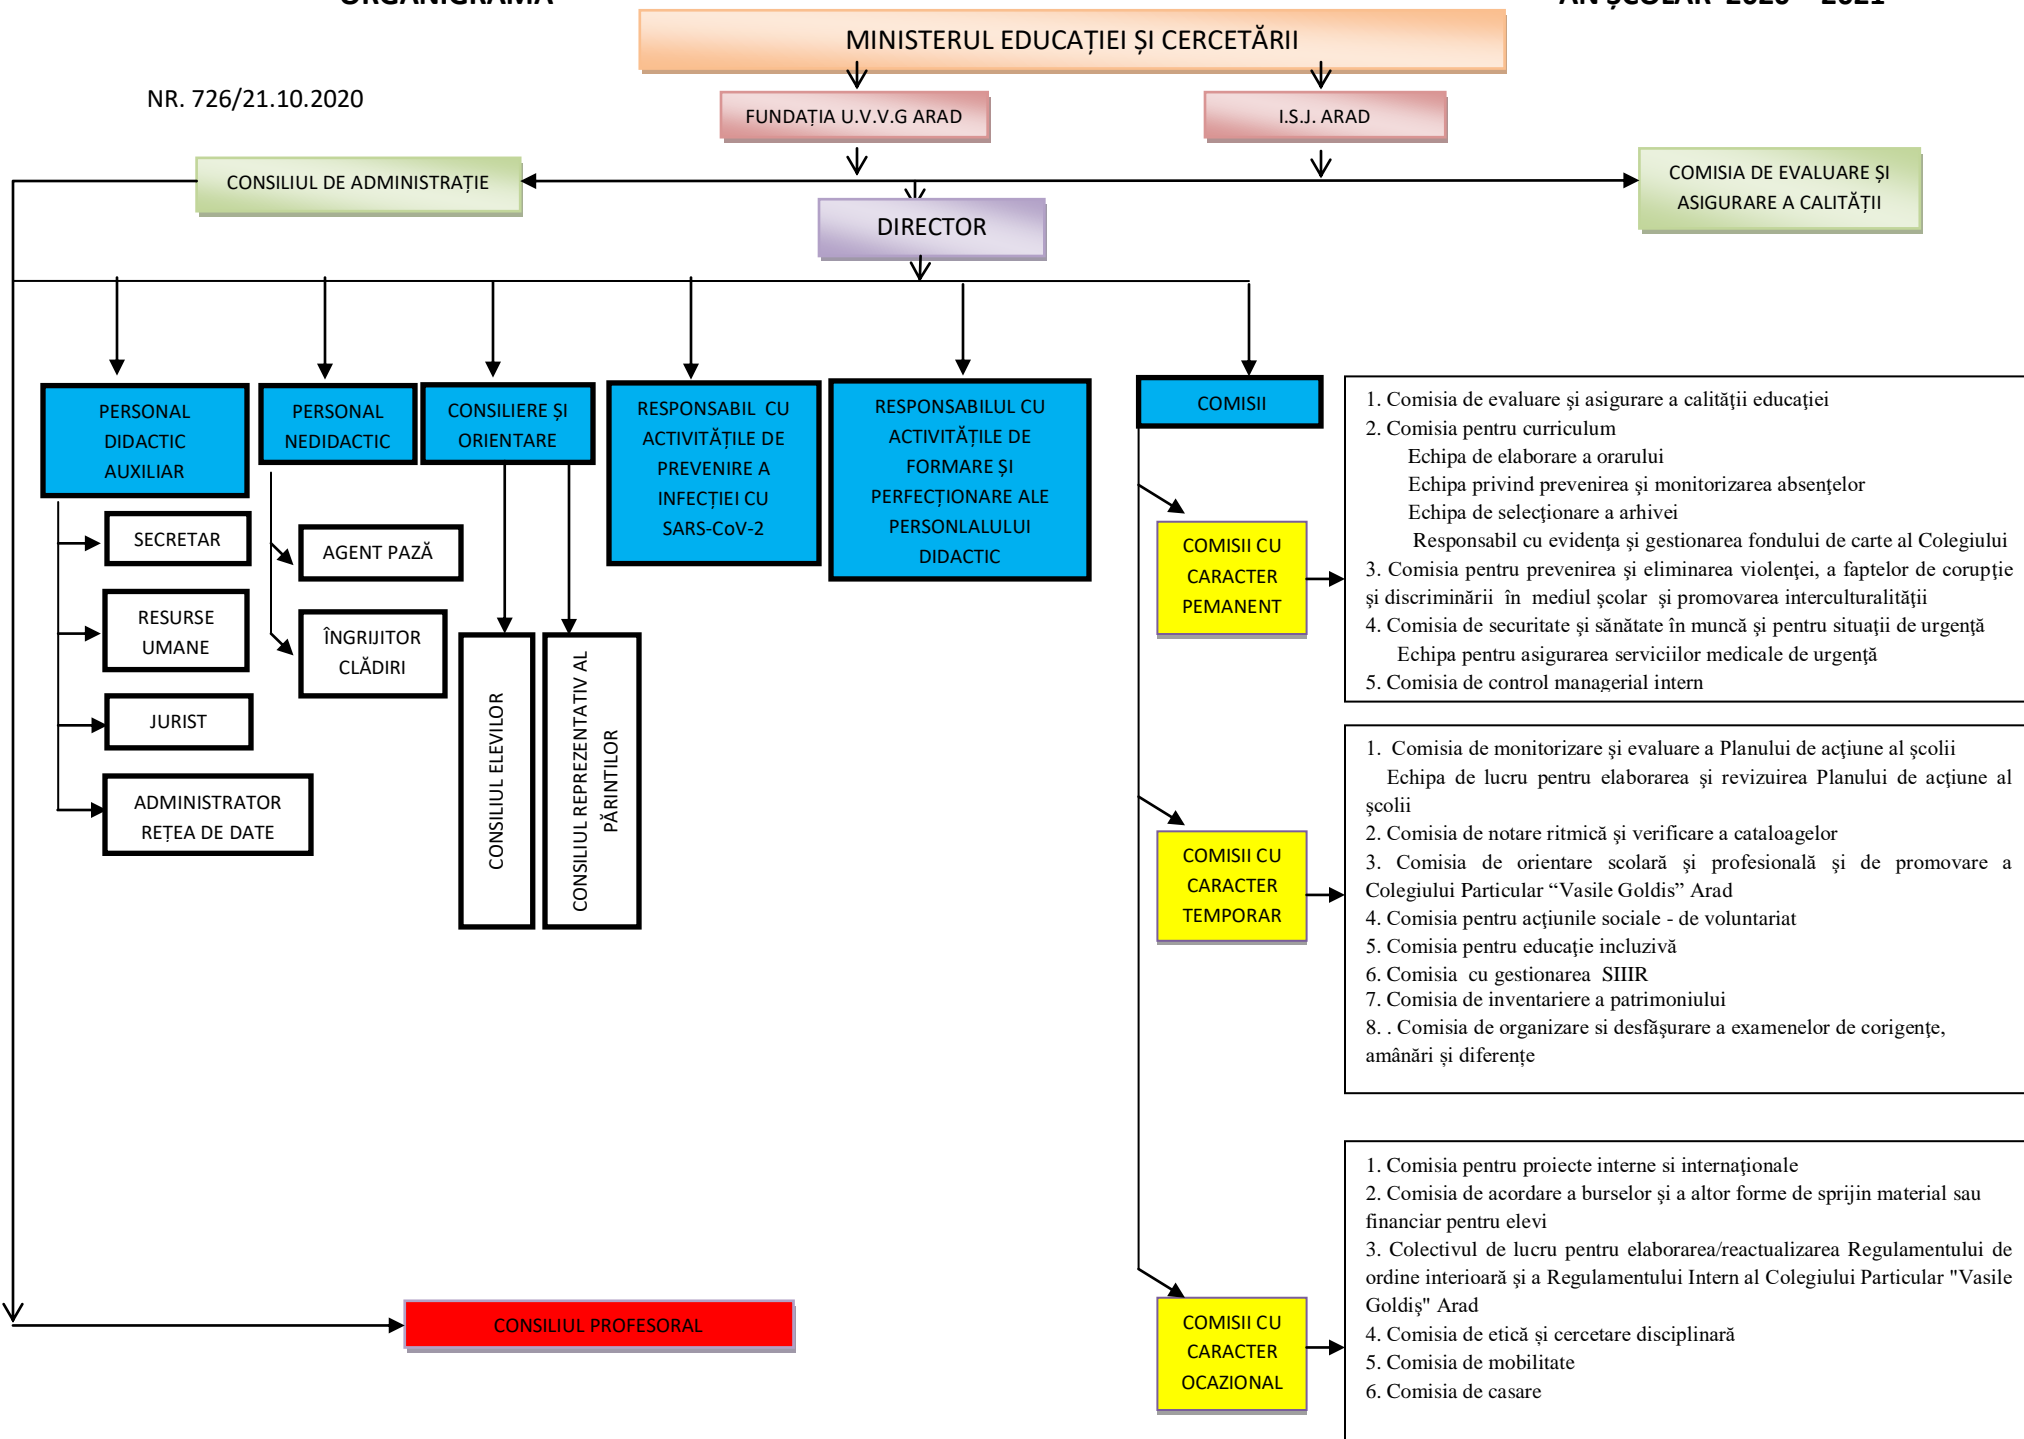 ORGANIGRAMA
AN ȘCOLAR 2020 – 2021
MINISTERUL EDUCAȚIEI ȘI CERCETĂRII
NR. 726/21.10.2020
FUNDAȚIA U.V.V.G ARAD
I.S.J. ARAD
CONSILIUL DE ADMINISTRAȚIE
COMISIA DE EVALUARE ȘI
ASIGURARE A CALITĂȚII
DIRECTOR
PERSONAL
DIDACTIC
AUXILIAR
PERSONAL
NEDIDACTIC
CONSILIERE ȘI
ORIENTARE
RESPONSABIL CU
ACTIVITĂȚILE DE
PREVENIRE A
INFECȚIEI CU
SARS-CoV-2
RESPONSABILUL CU
ACTIVITĂȚILE DE
FORMARE ȘI
PERFECȚIONARE ALE
PERSONLALULUI
DIDACTIC
COMISII
SECRETAR
RESURSE
UMANE
JURIST
ADMINISTRATOR
REȚEA DE DATE
AGENT PAZĂ
ÎNGRIJITOR
CLĂDIRI
CONSILIUL ELEVILOR
CONSILIUL REPREZENTATIV AL
PĂRINTILOR
COMISII CU
CARACTER
PEMANENT
1. Comisia de evaluare şi asigurare a calităţii educaţiei
2. Comisia pentru curriculum
Echipa de elaborare a orarului
Echipa privind prevenirea şi monitorizarea absenţelor
Echipa de selecţionare a arhivei
Responsabil cu evidenţa şi gestionarea fondului de carte al Colegiului
3. Comisia pentru prevenirea şi eliminarea violenţei, a faptelor de corupţie
şi discriminării în mediul şcolar şi promovarea interculturalităţii
4. Comisia de securitate şi sănătate în muncă şi pentru situaţii de urgenţă
Echipa pentru asigurarea serviciilor medicale de urgenţă
5. Comisia de control managerial intern
COMISII CU
CARACTER
TEMPORAR
1. Comisia de monitorizare şi evaluare a Planului de acţiune al şcolii
Echipa de lucru pentru elaborarea şi revizuirea Planului de acţiune al
şcolii
2. Comisia de notare ritmică şi verificare a cataloagelor
3. Comisia de orientare scolară şi profesională şi de promovare a
Colegiului Particular “Vasile Goldis” Arad
4. Comisia pentru acţiunile sociale - de voluntariat
5. Comisia pentru educaţie incluzivă
6. Comisia cu gestionarea SIIIR
7. Comisia de inventariere a patrimoniului
8. . Comisia de organizare si desfăşurare a examenelor de corigenţe,
amânări și diferențe
COMISII CU
CARACTER
OCAZIONAL
1. Comisia pentru proiecte interne si internaţionale
2. Comisia de acordare a burselor şi a altor forme de sprijin material sau
financiar pentru elevi
3. Colectivul de lucru pentru elaborarea/reactualizarea Regulamentului de
ordine interioară şi a Regulamentului Intern al Colegiului Particular "Vasile
Goldiş" Arad
4. Comisia de etică și cercetare disciplinară
5. Comisia de mobilitate
6. Comisia de casare
CONSILIUL PROFESORAL